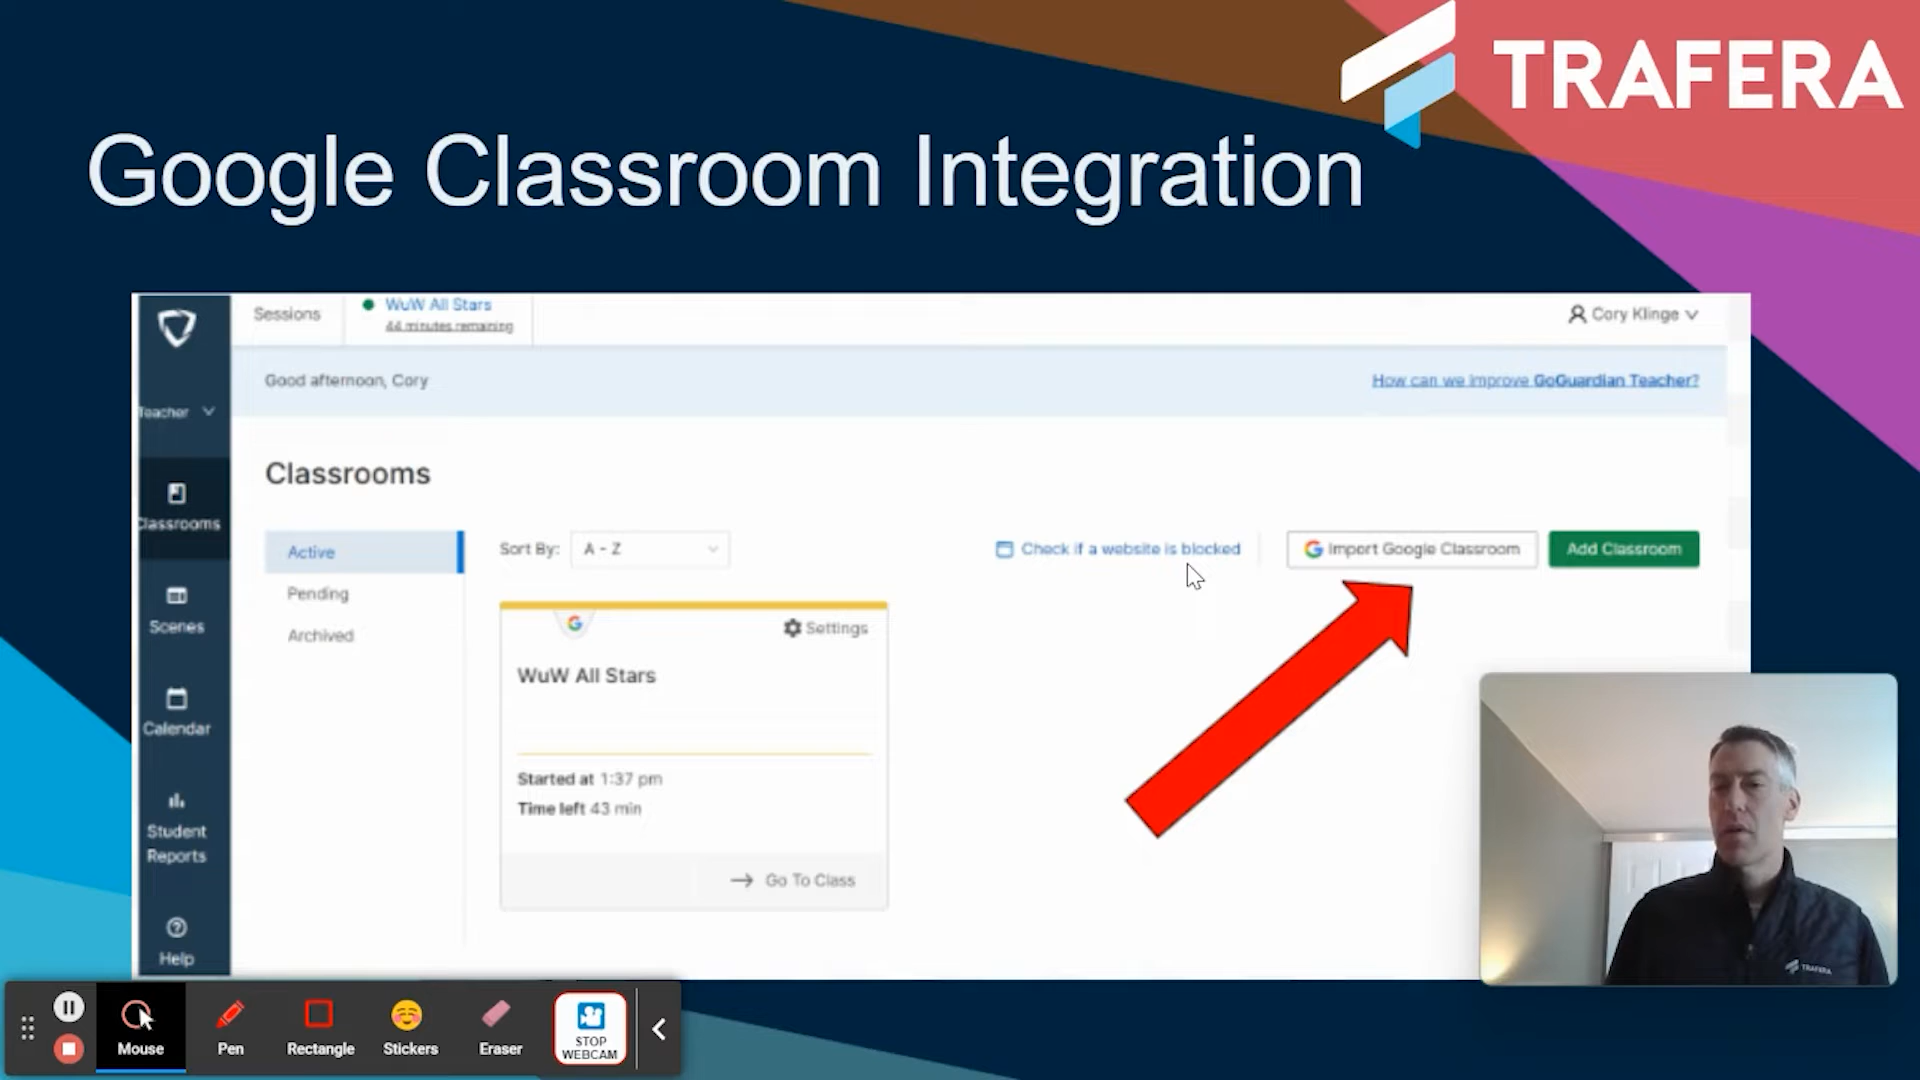 TRAFERA
Google Classroom Integration
Sessions
WuW All Stars
44 minutes remaining
Cory Klinge
Good afternoon, Cory
How can we improve GoGuardian Teacher?
Teacher
Classrooms
Classrooms
Active
Pending
Archived
Sort By: A - Z
Check if a website is blocked
Import Google Classroom
Add Classroom
Settings
WuW All Stars
Started at 1:37 pm
Time left 43 min
Go To Class
Scenes
Calendar
Student
Reports
Help
TRAFERA
Mouse
Pen
Rectangle
Stickers
Eraser
STOP
WEBCAM